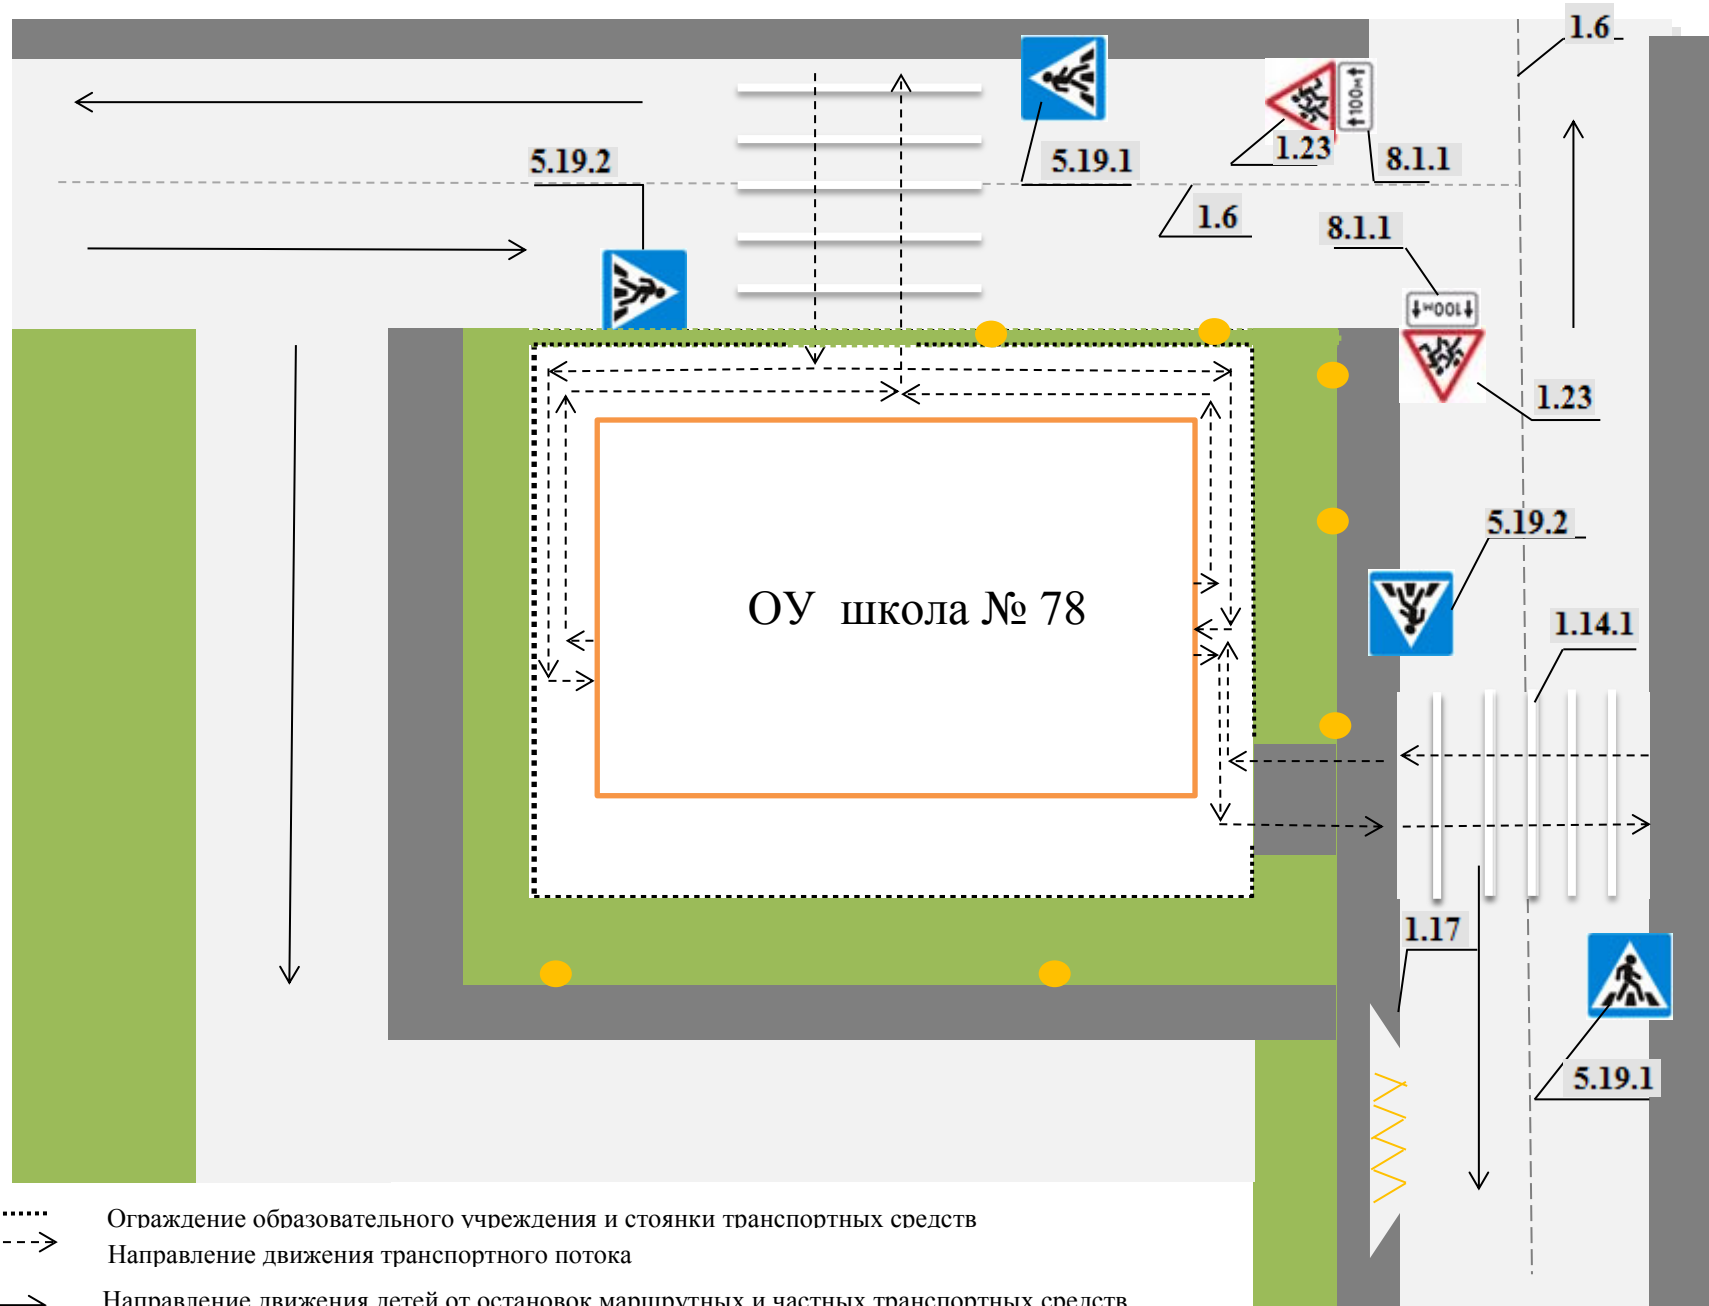 1.6
100м
1.23
8.1.1
5.19.2
5.19.1
1.6
8.1.1
100м
1.23
5.19.2
ОУ школа № 78
1.14.1
1.17
5.19.1
Ограждение образовательного учреждения и стоянки транспортных средств
Направление движения транспортного потока
Направление движения детей от остановок маршрутных и частных транспортных средств